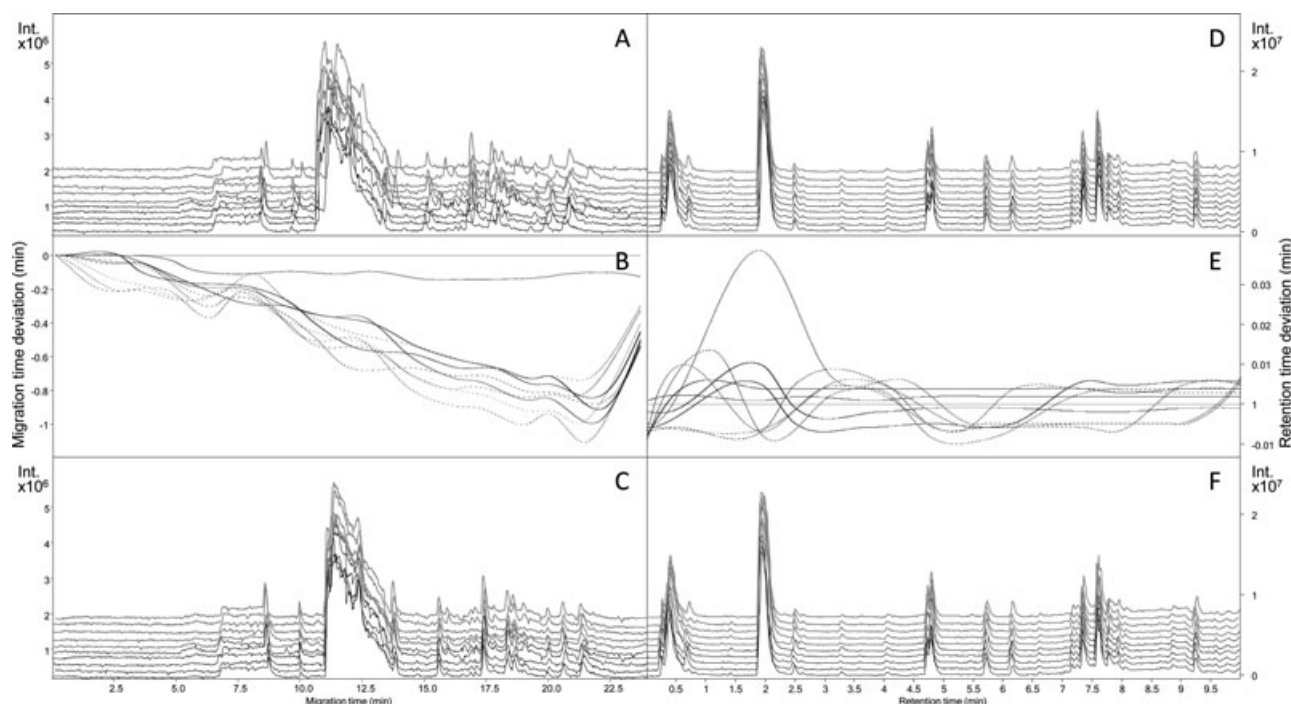 Int.
x10⁶
A
5
4
3
2
1
D
Int.
x10⁷
2
1
0
Migration time deviation (min)
B
0
-0.2
-0.4
-0.6
-0.8
-1
E
0.03
0.02
0.01
1
-0.01
Retention time deviation (min)
Int.
x10⁶
C
5
4
3
2
1
2.5 5.0 7.5 10.0 12.5 15.0 17.5 20.0 22.5
Migration time (min)
F
Int.
x10⁷
2
1
0
0.5 1 1.5 2 2.5 3 3.5 4 4.5 5 5.5 6 6.5 7 7.5 8 8.5 9 9.5
Retention time (min)